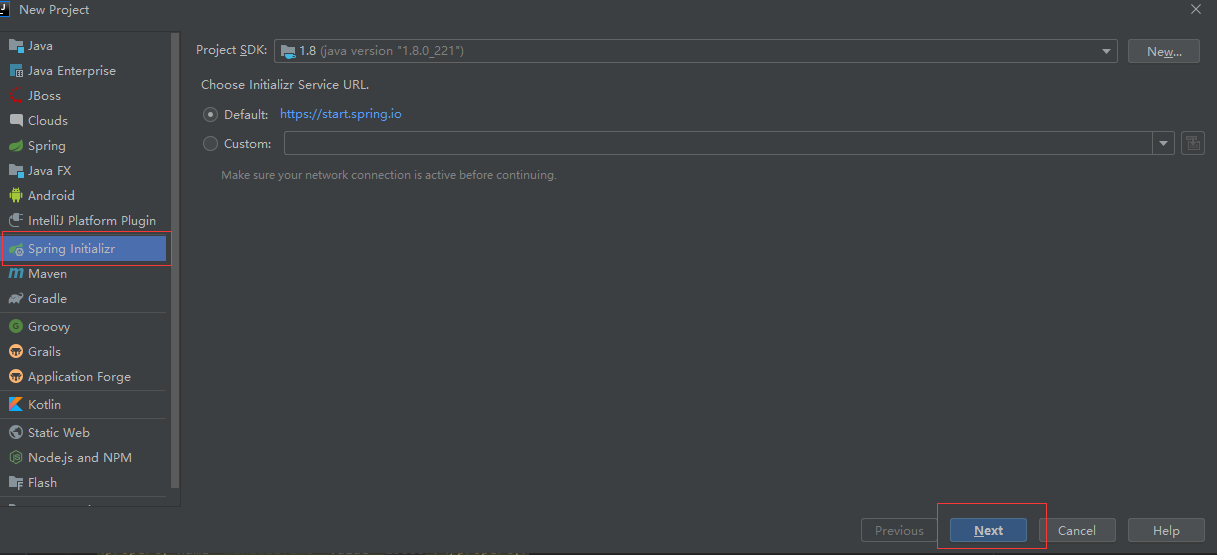 New Project
Java
Java Enterprise
JBoss
Clouds
Spring
Java FX
Android
IntelliJ Platform Plugin
Spring Initializr
Maven
Gradle
Groovy
Grails
Application Forge
Kotlin
Static Web
Node.js and NPM
Flash
Project SDK: 1.8 (java version "1.8.0_221") New...
Choose Initializr Service URL.
Default: https://start.spring.io
Custom:
Make sure your network connection is active before continuing.
Previous Next Cancel Help